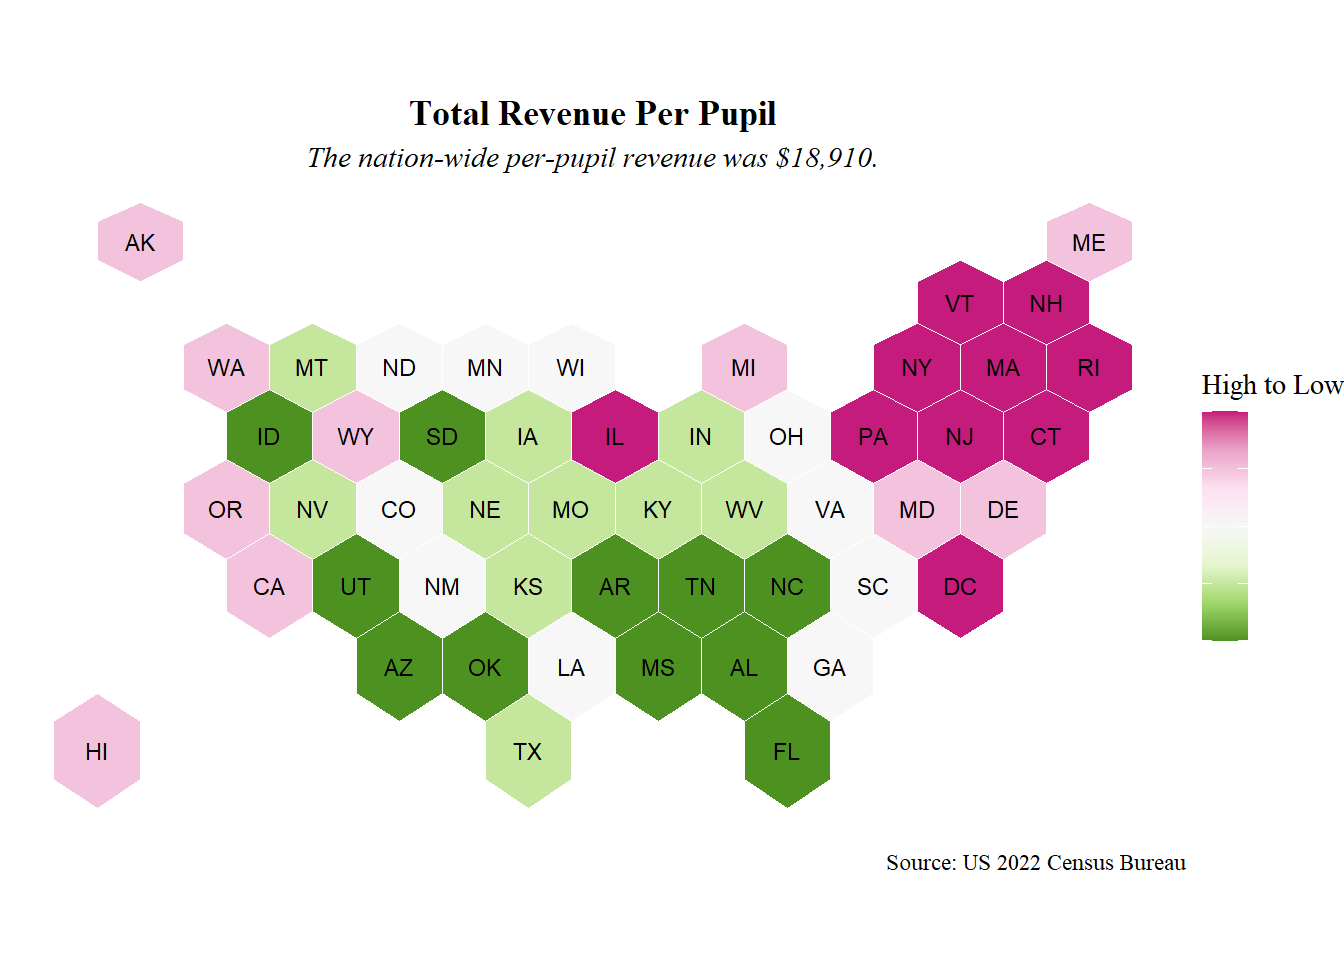 Total Revenue Per Pupil
The nation-wide per-pupil revenue was $18,910.
AK
ME
VT NH
WA MT ND MN WI MI NY MA RI
High to Low
ID WY SD IA IL IN OH PA NJ CT
OR NV CO NE MO KY WV VA MD DE
CA UT NM KS AR TN NC SC DC
AZ OK LA MS AL GA
HI TX FL
Source: US 2022 Census Bureau